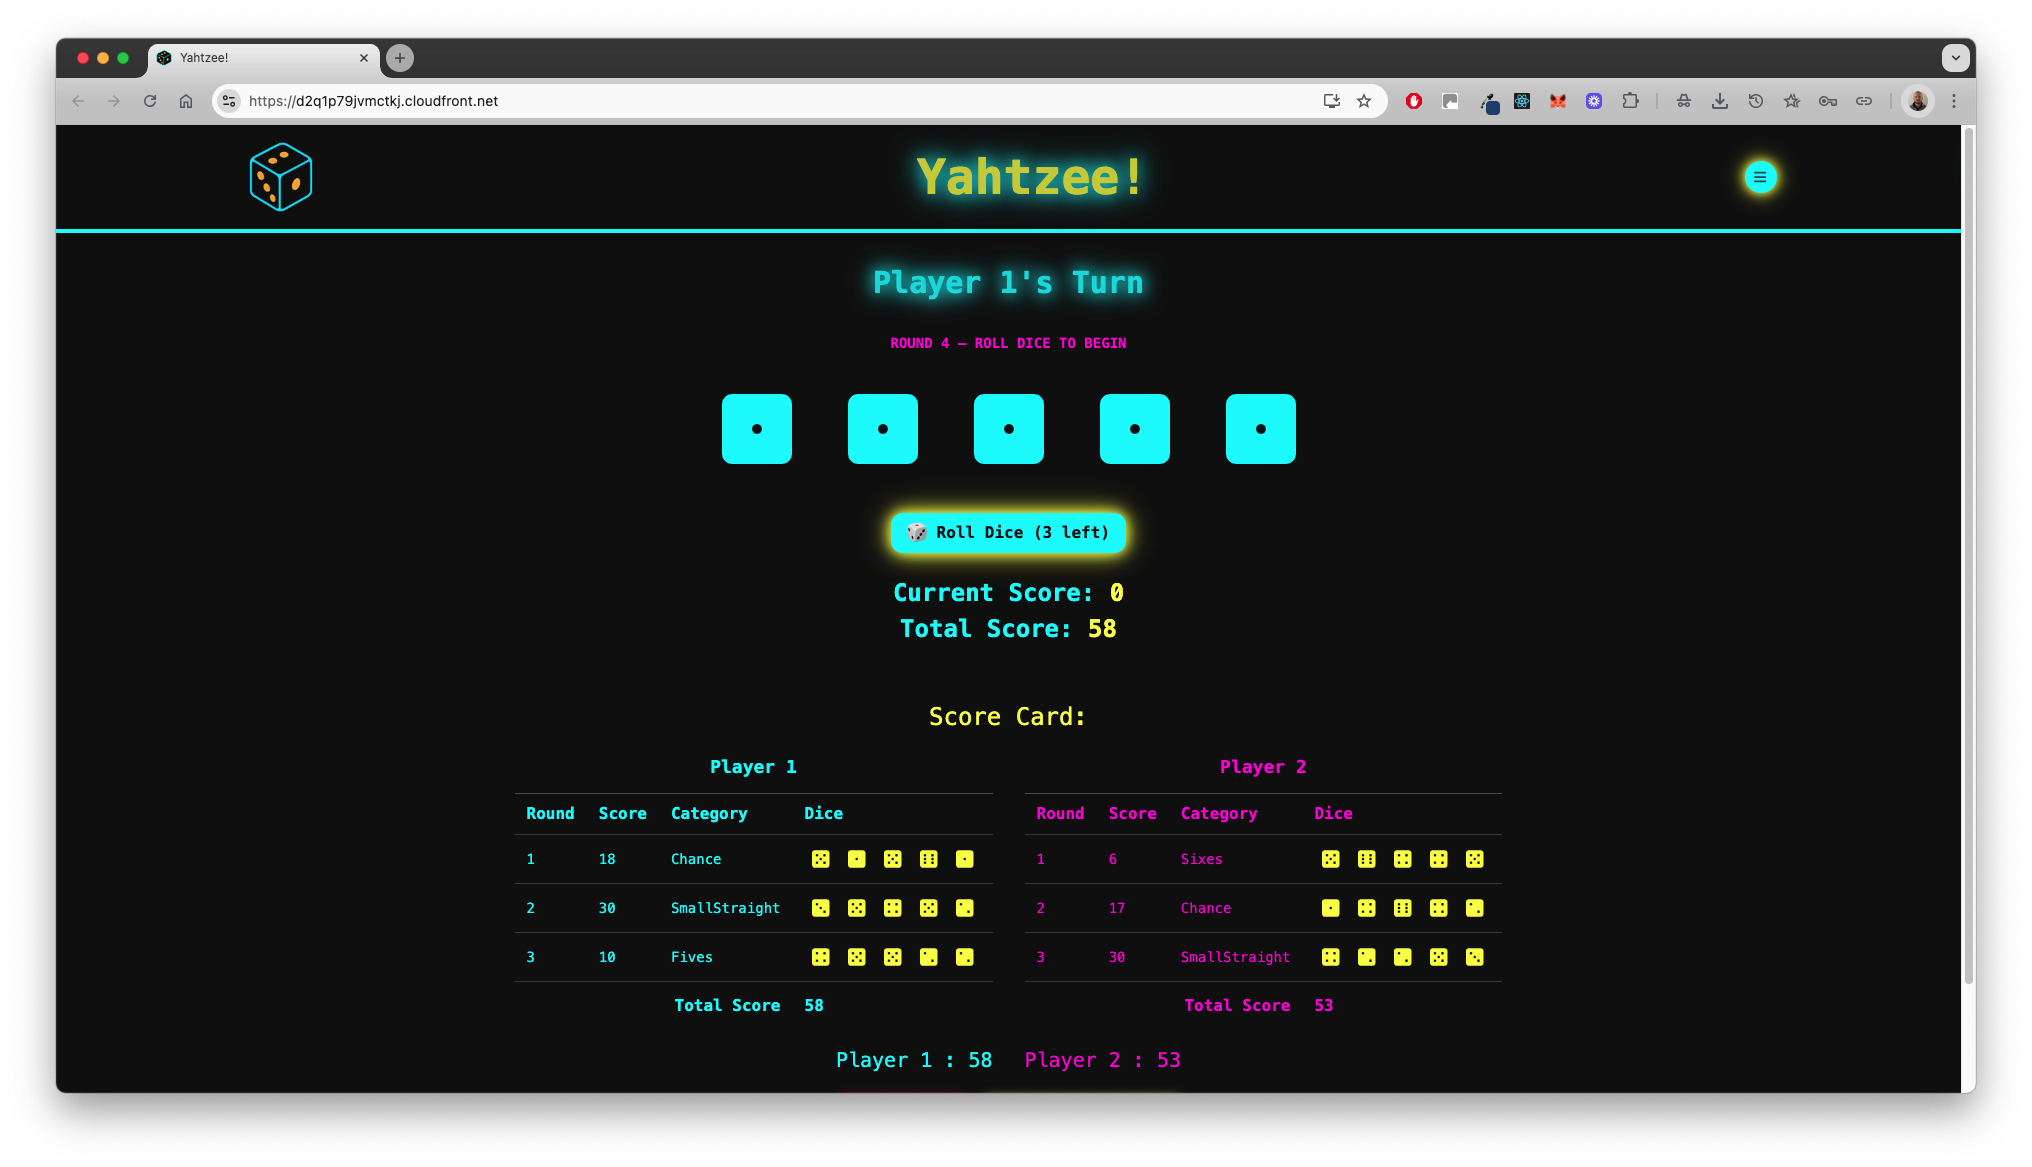 Yahtzee!
https://d2q1p79jvmctkj.cloudfront.net
Yahtzee!
Player 1's Turn
ROUND 4 – ROLL DICE TO BEGIN
Roll Dice (3 left)
Current Score: 0
Total Score: 58
Score Card:
Player 1
Round Score Category Dice
1 18 Chance
2 30 SmallStraight
3 10 Fives
Total Score 58
Player 2
Round Score Category Dice
1 6 Sixes
2 17 Chance
3 30 SmallStraight
Total Score 53
Player 1 : 58 Player 2 : 53